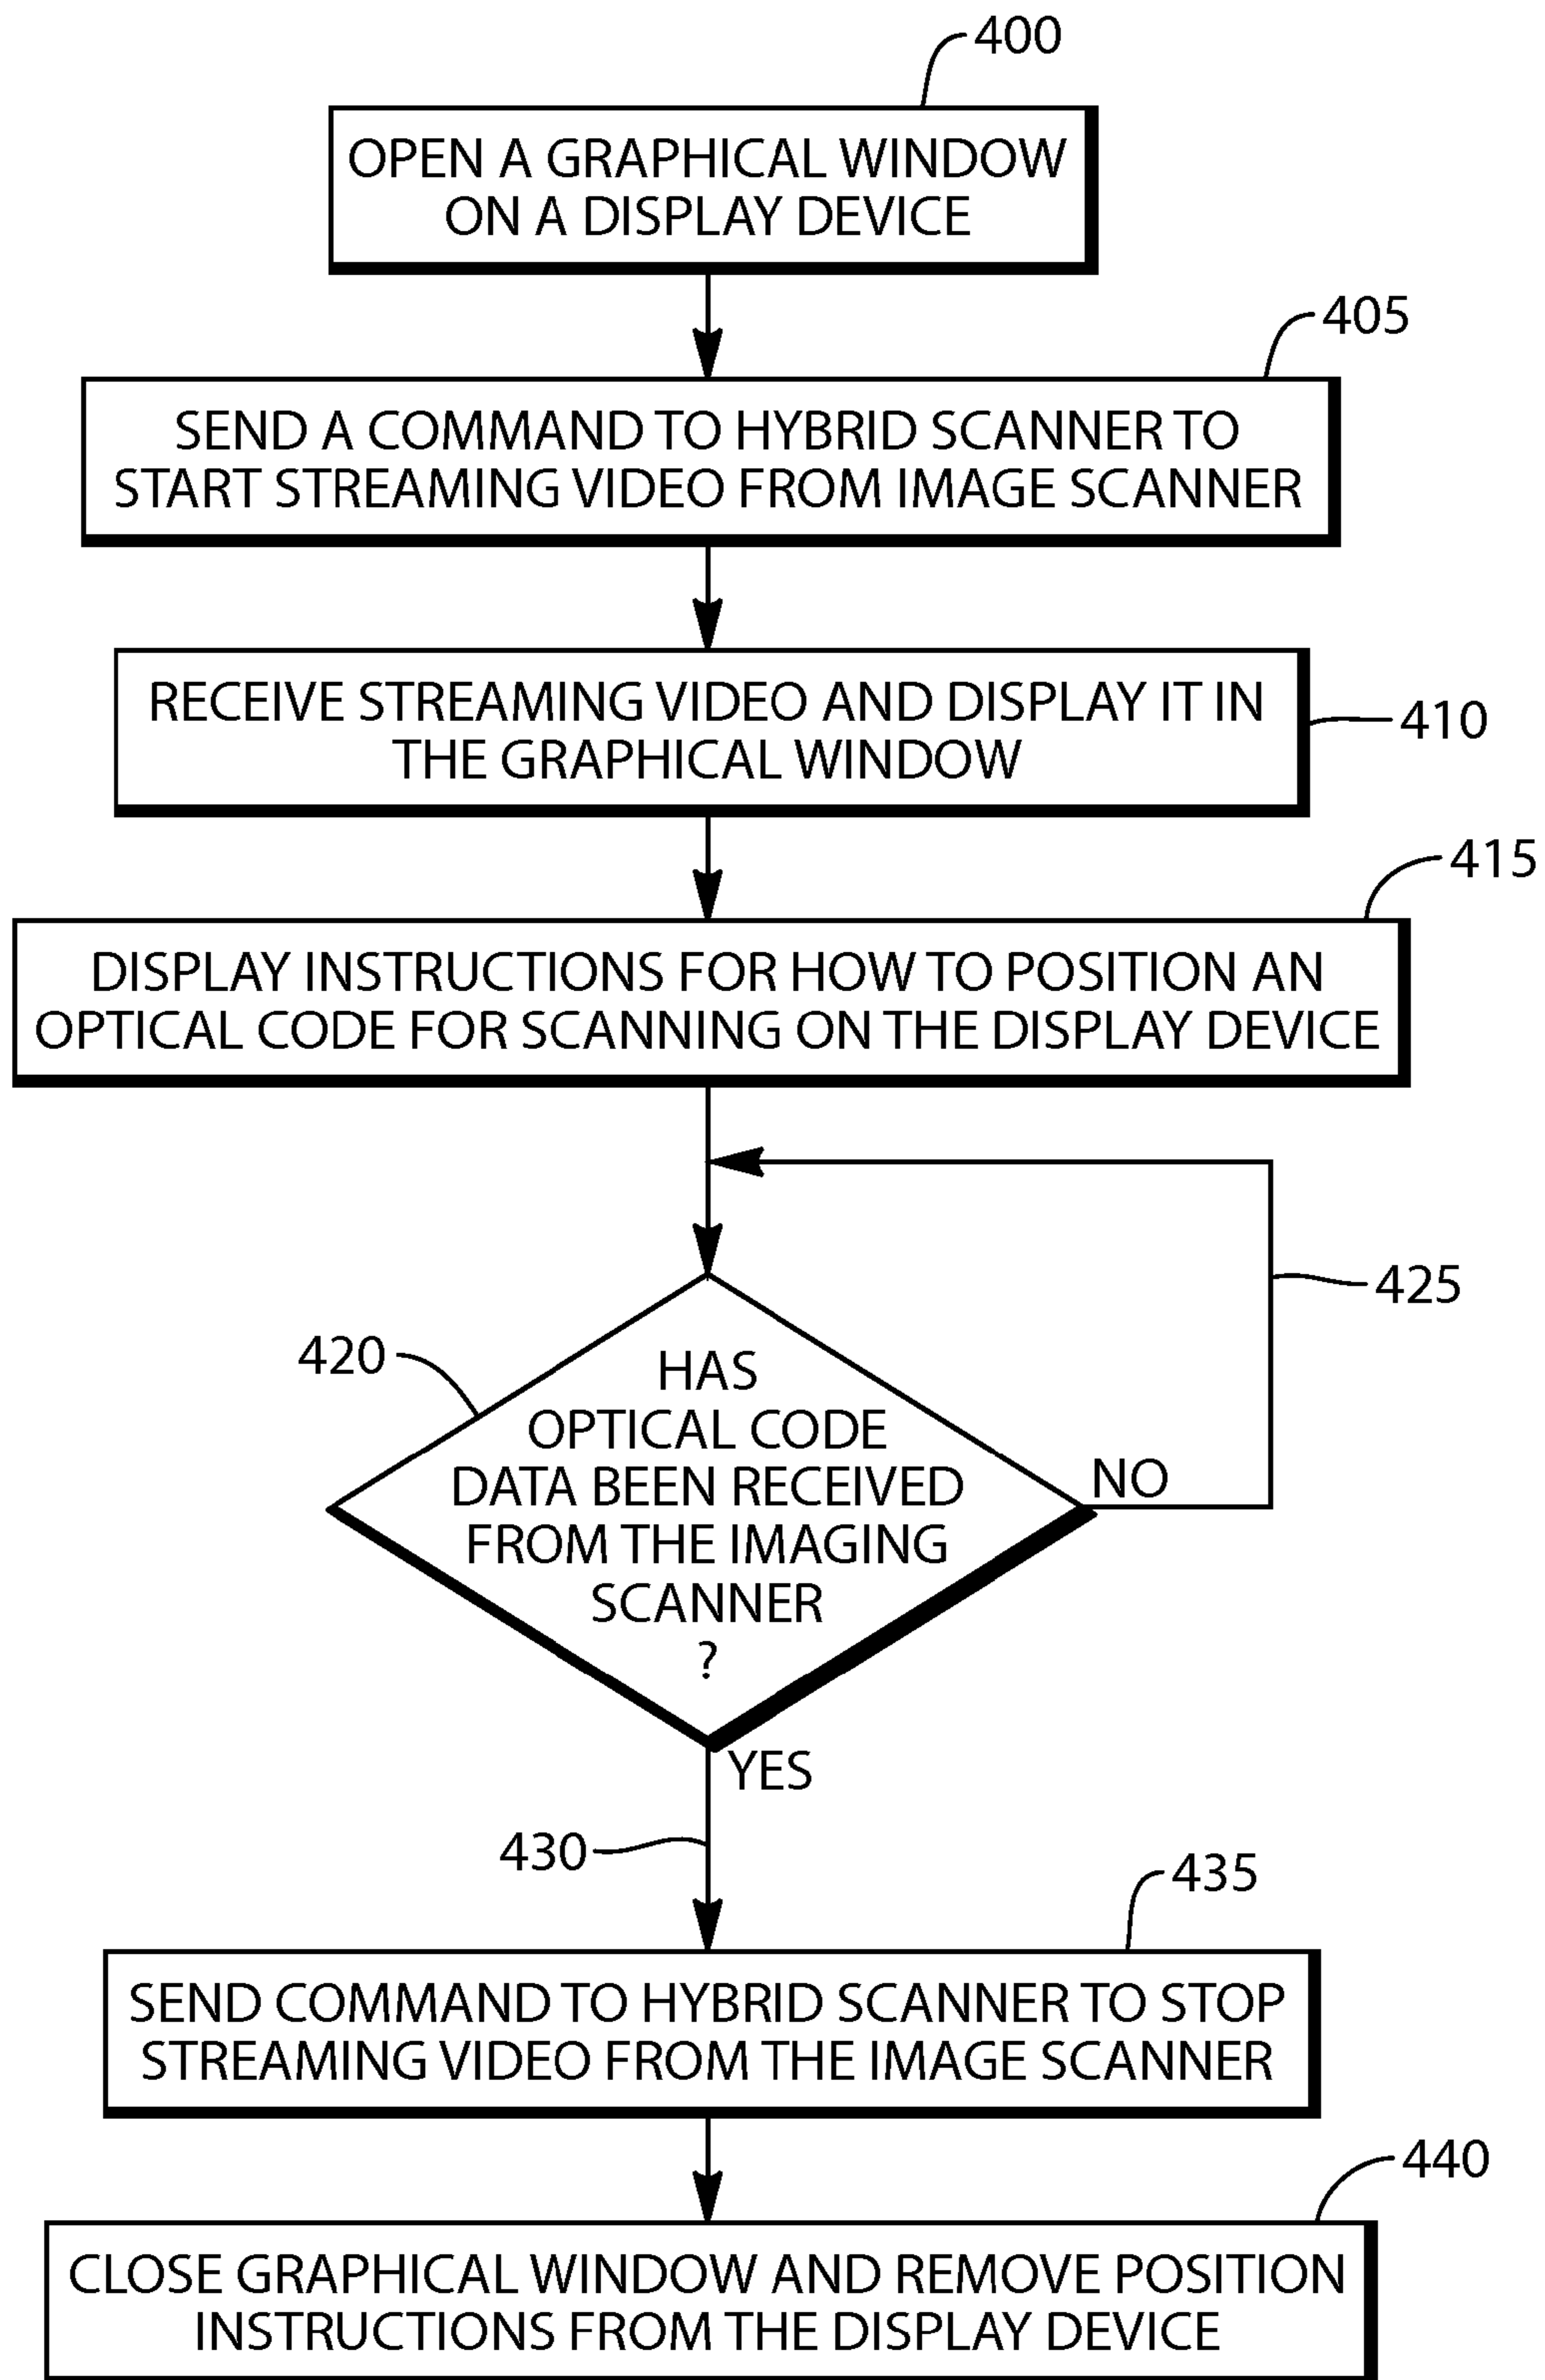 400
OPEN A GRAPHICAL WINDOW
ON A DISPLAY DEVICE
405
SEND A COMMAND TO HYBRID SCANNER TO
START STREAMING VIDEO FROM IMAGE SCANNER
RECEIVE STREAMING VIDEO AND DISPLAY IT IN
THE GRAPHICAL WINDOW
410
415
DISPLAY INSTRUCTIONS FOR HOW TO POSITION AN
OPTICAL CODE FOR SCANNING ON THE DISPLAY DEVICE
425
420
HAS
OPTICAL CODE
DATA BEEN RECEIVED
FROM THE IMAGING
SCANNER
?
NO
YES
430
435
SEND COMMAND TO HYBRID SCANNER TO STOP
STREAMING VIDEO FROM THE IMAGE SCANNER
440
CLOSE GRAPHICAL WINDOW AND REMOVE POSITION
INSTRUCTIONS FROM THE DISPLAY DEVICE